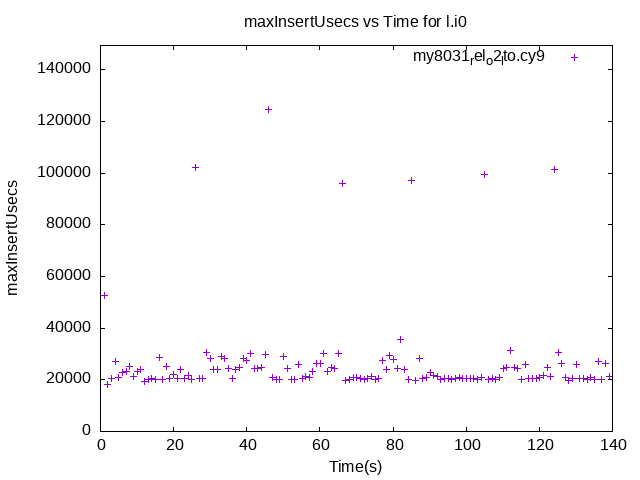 maxInsertUsecs vs Time for l.i0
my8031relo2ito.cy9
maxInsertUsecs
140000
120000
100000
80000
60000
40000
20000
0
0 20 40 60 80 100 120 140
Time(s)